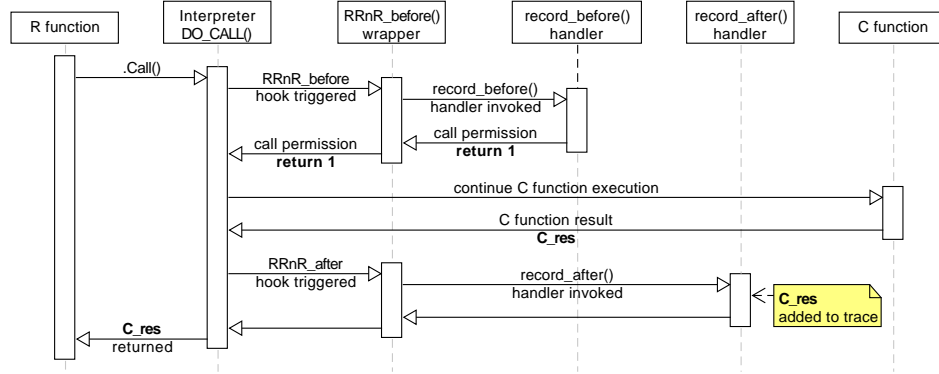 R function
Interpreter
DO_CALL()
RRnR_before()
wrapper
record_before()
handler
record_after()
handler
C function
.Call()
RRnR_before
hook triggered
record_before()
handler invoked
call permission
return 1
call permission
return 1
continue C function execution
C function result
C_res
RRnR_after
hook triggered
record_after()
handler invoked
C_res
added to trace
C_res
returned